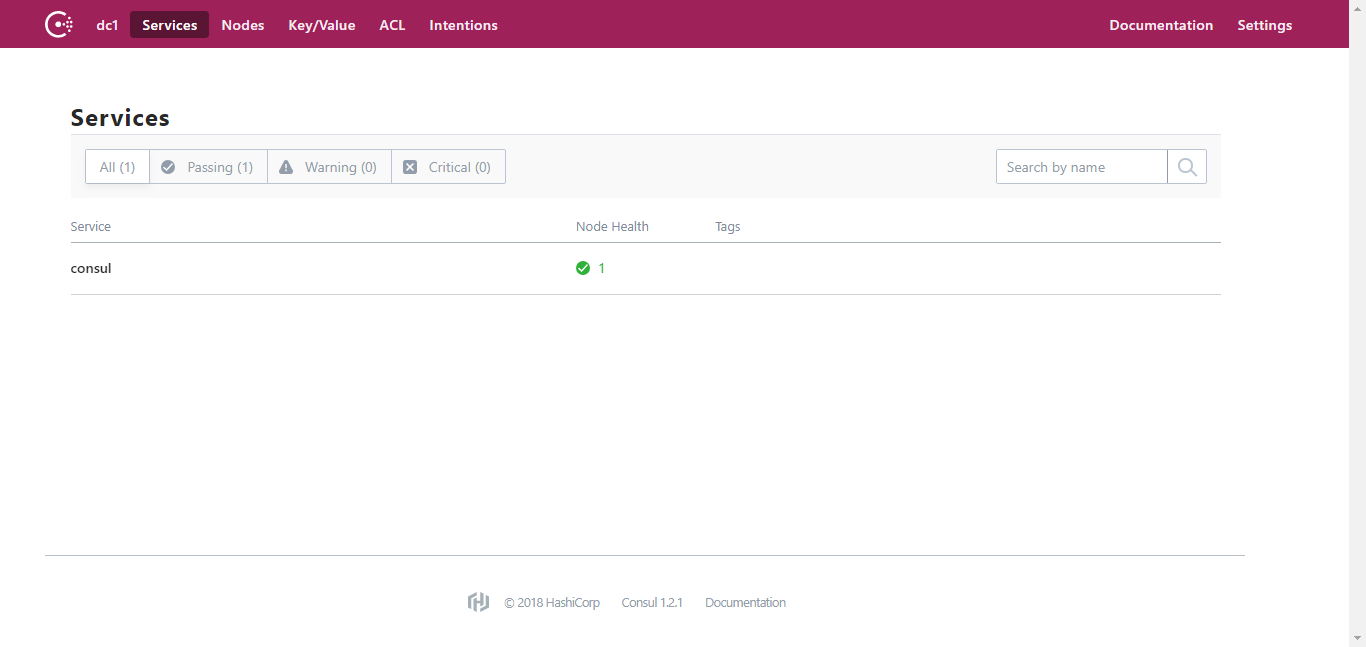 dc1 Services Nodes Key/Value ACL Intentions Documentation Settings
Services
All (1) Passing (1) Warning (0) Critical (0) Search by name
Service Node Health Tags
consul 1
© 2018 HashiCorp Consul 1.2.1 Documentation